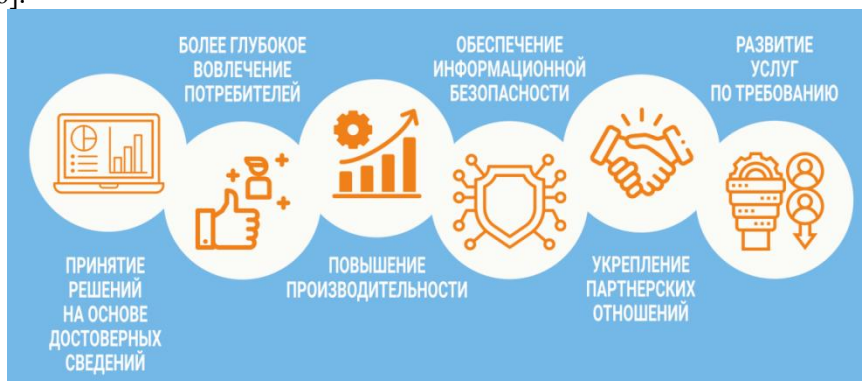 БОЛЕЕ ГЛУБОКОЕ
ВОВЛЕЧЕНИЕ
ПОТРЕБИТЕЛЕЙ
ОБЕСПЕЧЕНИЕ
ИНФОРМАЦИОННОЙ
БЕЗОПАСНОСТИ
РАЗВИТИЕ
УСЛУГ
ПО ТРЕБОВАНИЮ
ПРИНЯТИЕ
РЕШЕНИЙ
НА ОСНОВЕ
ДОСТОВЕРНЫХ
СВЕДЕНИЙ
ПОВЫШЕНИЕ
ПРОИЗВОДИТЕЛЬНОСТИ
УКРЕПЛЕНИЕ
ПАРТНЕРСКИХ
ОТНОШЕНИЙ